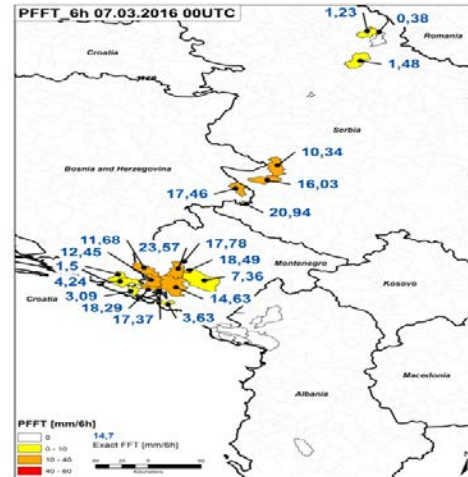 PFFT_6h 07.03.2016 00UTC
1,23
0,38
Croatia
Romania
1,48
Serbia
10,34
Bosnia and Herzegovina
17,46
16,03
20,94
11,68
23,57
17,78
12,45
18,49
Montenegro
1,5
7,36
Kosovo
4,24
Croatia
3,09
14,63
18,29
17,37
3,63
Macedonia
Albania
PFFT [mm/6h]
0
14,7
0 - 10
Exact FFT [mm/6h]
10 - 40
40 - 60
Kilometers